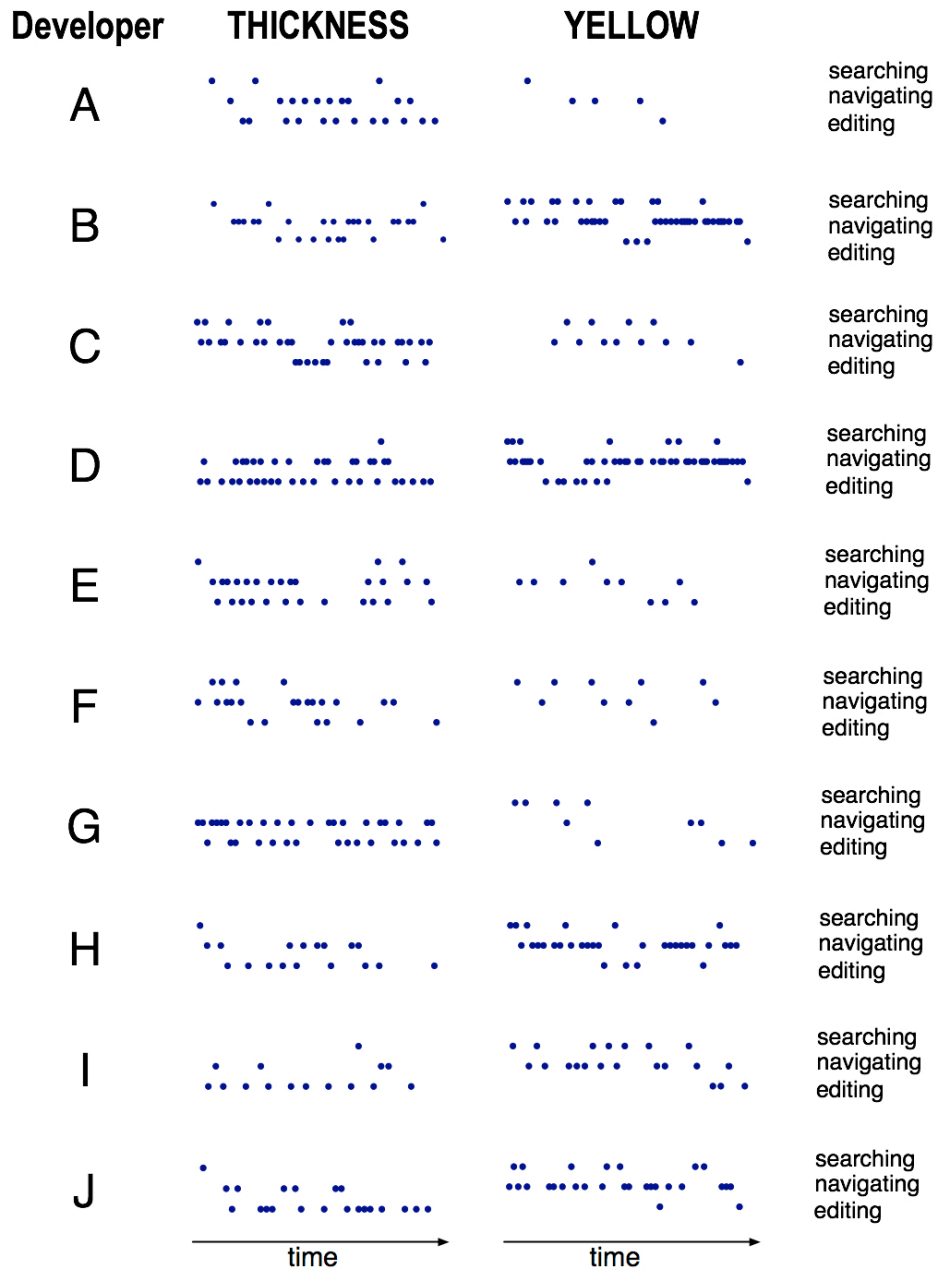 Developer THICKNESS YELLOW
A
searching
navigating
editing
B
searching
navigating
editing
C
searching
navigating
editing
D
searching
navigating
editing
E
searching
navigating
editing
F
searching
navigating
editing
G
searching
navigating
editing
H
searching
navigating
editing
I
searching
navigating
editing
J
searching
navigating
editing
time time